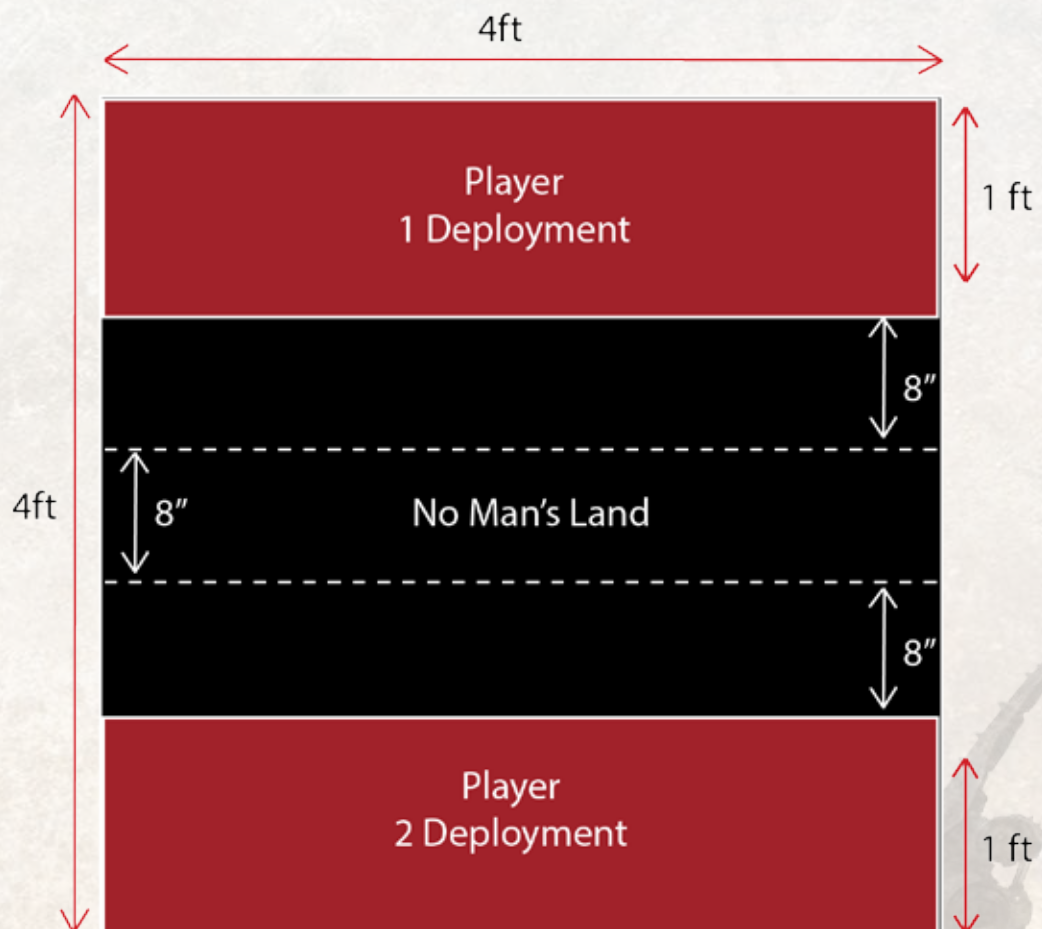 4ft
Player
1 Deployment
1 ft
8”
4ft
8”
No Man’s Land
8”
Player
2 Deployment
1 ft